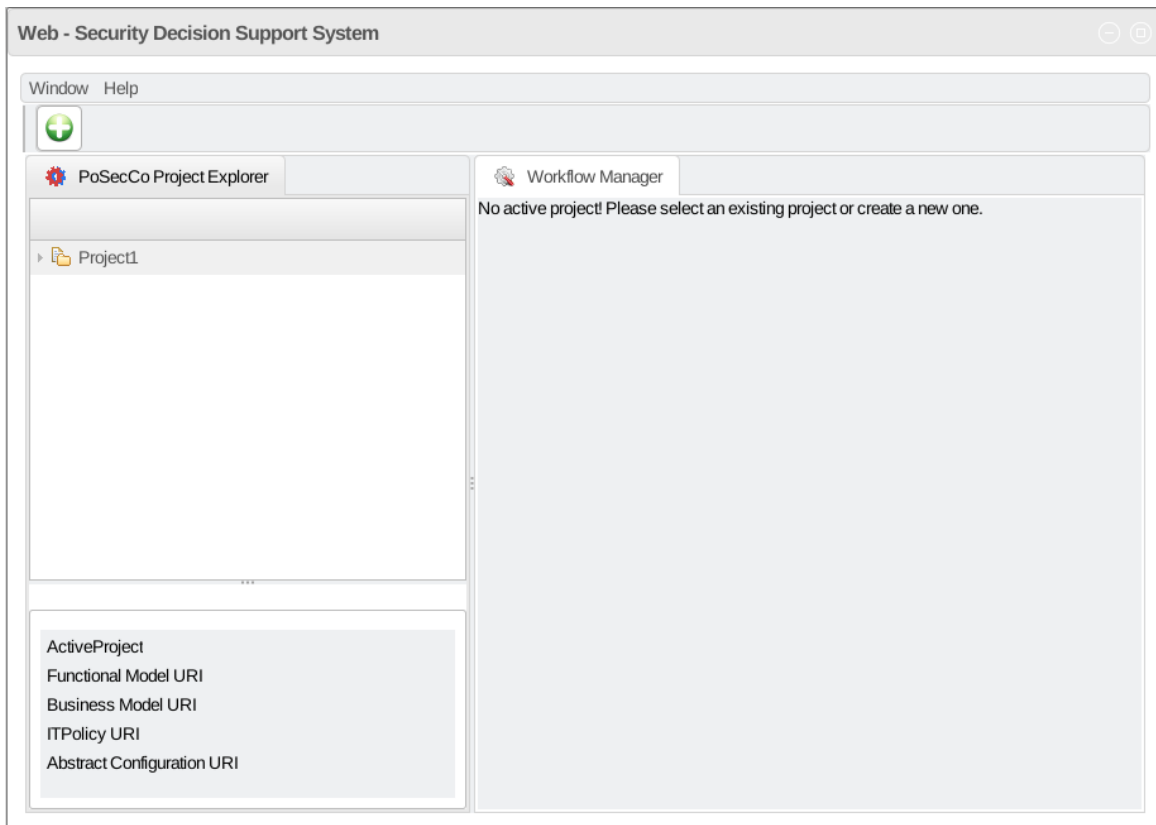 Web - Security Decision Support System
Window Help
PoSecCo Project Explorer
Workflow Manager
No active project! Please select an existing project or create a new one.
Project1
ActiveProject
Functional Model URI
Business Model URI
ITPolicy URI
Abstract Configuration URI